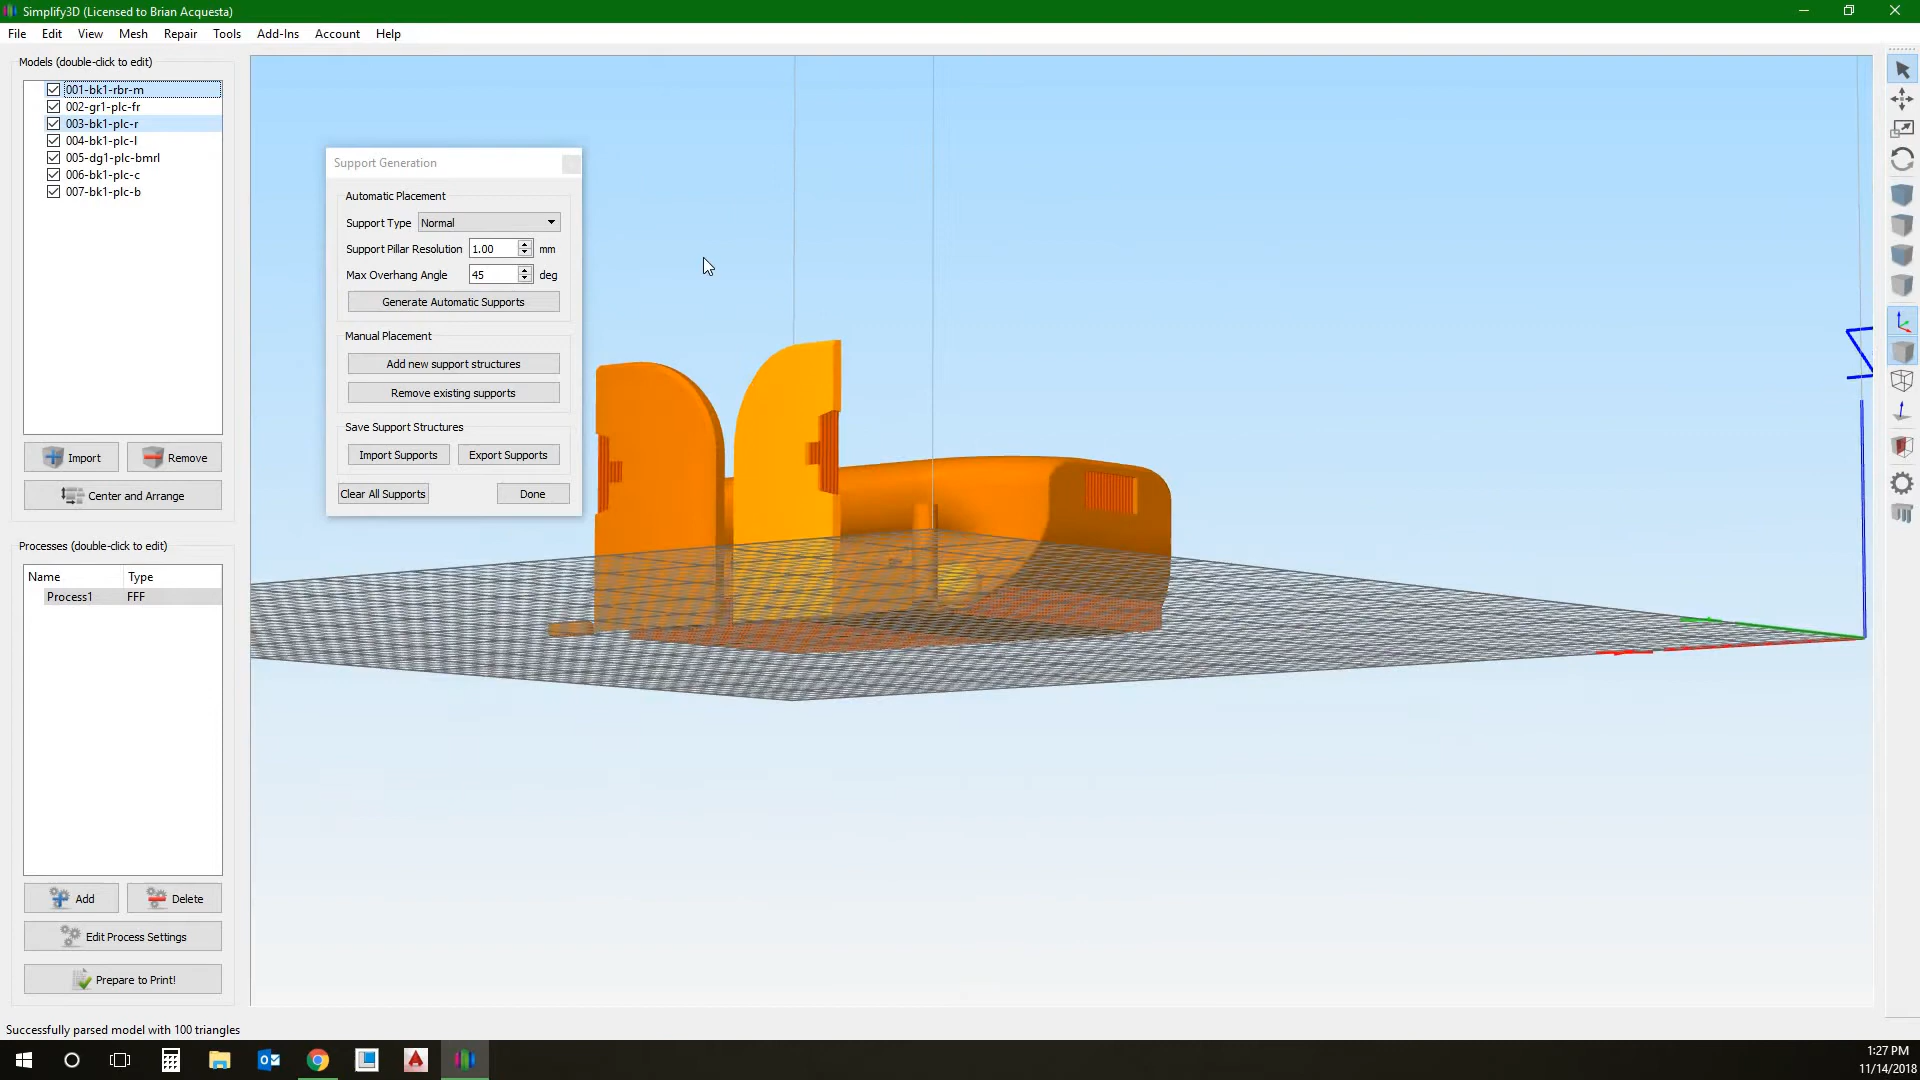 Simplify3D (Licensed to Brian Acquesta)
File Edit View Mesh Repair Tools Add-Ins Account Help
Models (double-click to edit)
001-bk1-rbr-m
002-gr1-plc-fr
003-bk1-plc-r
004-bk1-plc-l
005-dg1-plc-bmrl
006-bk1-plc-c
007-bk1-plc-b
Import Remove
Center and Arrange
Processes (double-click to edit)
Name Type
Process1 FFF
Add Delete
Edit Process Settings
Prepare to Print!
Support Generation
Automatic Placement
Support Type Normal
Support Pillar Resolution 1.00 mm
Max Overhang Angle 45 deg
Generate Automatic Supports
Manual Placement
Add new support structures
Remove existing supports
Save Support Structures
Import Supports Export Supports
Clear All Supports Done
Z
Successfully parsed model with 100 triangles
1:27 PM
11/14/2018